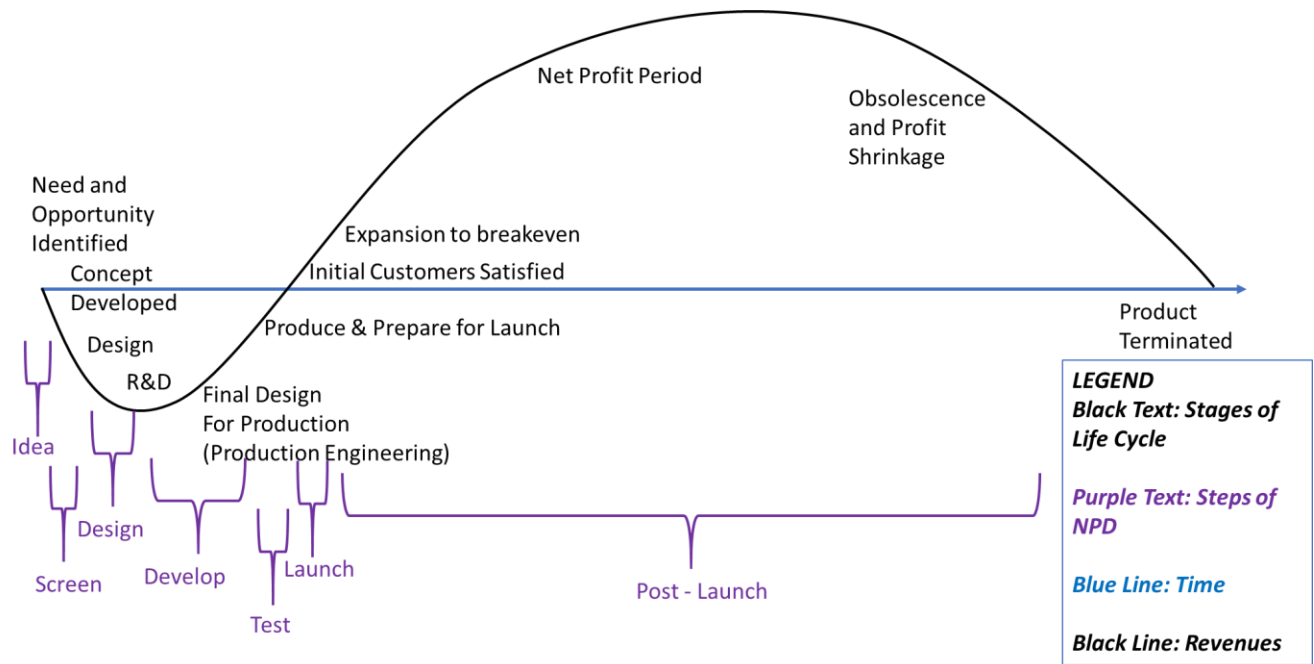 Net Profit Period
Obsolescence
and Profit
Shrinkage
Need and
Opportunity
Identified
Expansion to breakeven
Concept
Developed
Initial Customers Satisfied
Produce & Prepare for Launch
Product
Terminated
Design
R&D
Final Design
For Production
(Production Engineering)
Idea
Screen
Design
Develop
Test
Launch
Post - Launch
LEGEND
Black Text: Stages of
Life Cycle
Purple Text: Steps of
NPD
Blue Line: Time
Black Line: Revenues